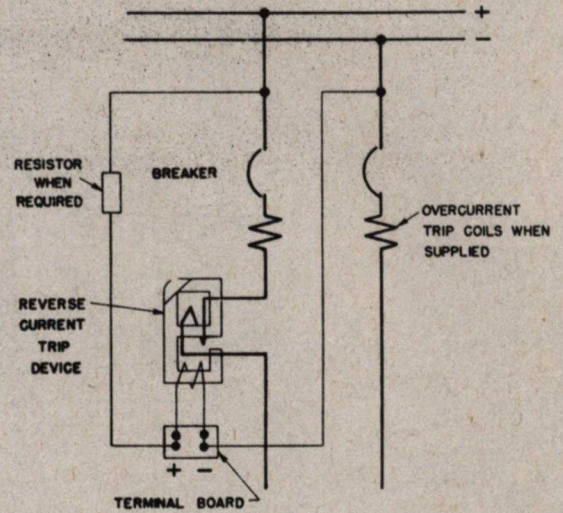 +
−
RESISTOR
WHEN
REQUIRED
BREAKER
OVERCURRENT
TRIP COILS WHEN
SUPPLIED
REVERSE
CURRENT
TRIP
DEVICE
+ −
TERMINAL BOARD